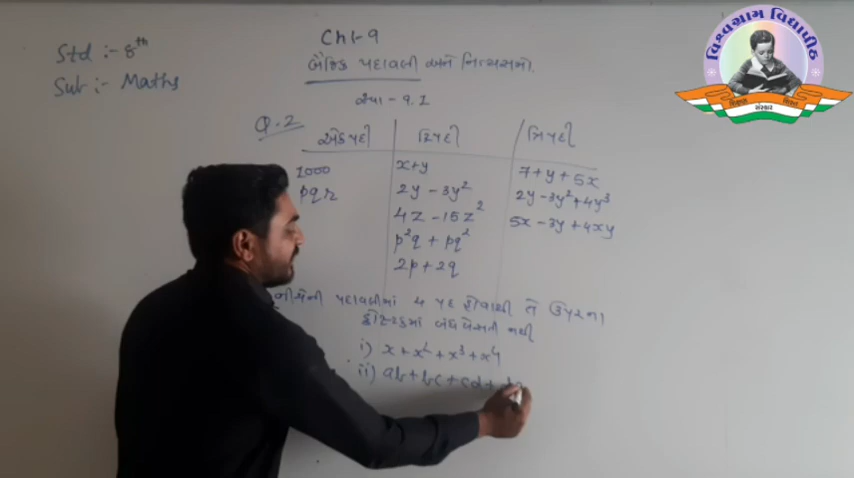 Std :- 8th
Sub :- Maths
Ch-9
બૈજિક પદાવલી અને નિત્યસમો.
સ્વા - 9.1
Q-2
એકપદી દ્વિપદી ત્રિપદી
1000 x+y 7+y+5x
pqr 2y-3y² 2y-3y²+4y³
4z-15z² 5x-3y+4xy
p²q+pq²
2p+2q
નીચેની પદાવલીમાં 4 પદ હોવાથી તે ઉપરના
કોષ્ટકમાં બંધ બેસતી નથી
i) x+x²+x³+x⁴
ii) ab+bc+cd+
વિશ્વગ્રામ વિદ્યાપીઠ
શિક્ષણ સંસ્કાર